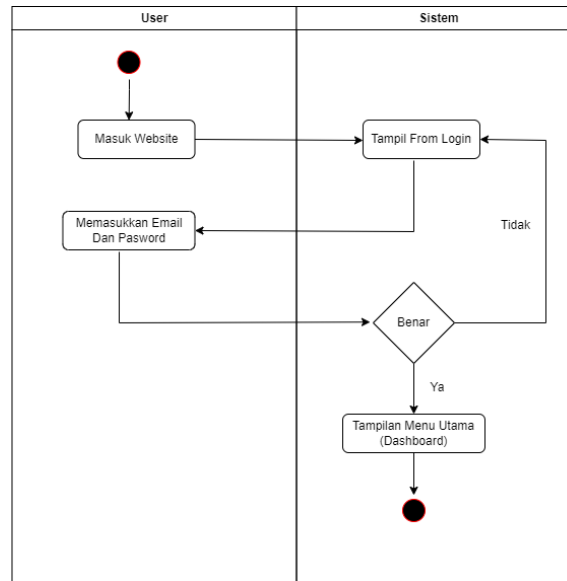 User
Sistem
Masuk Website
Tampil From Login
Memasukkan Email
Dan Pasword
Tidak
Benar
Ya
Tampilan Menu Utama
(Dashboard)